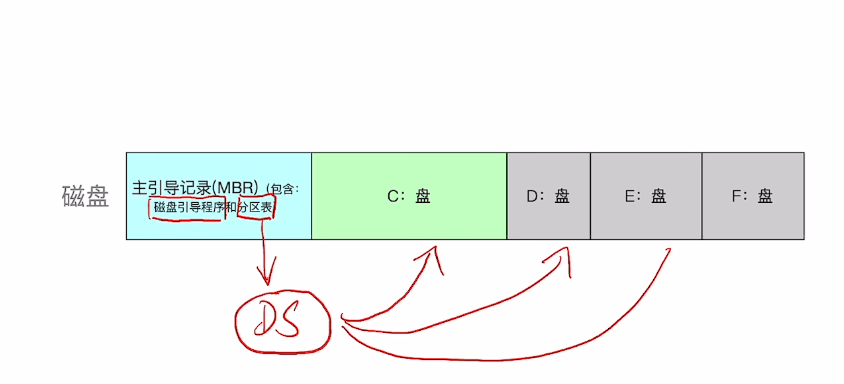 磁盘
主引导记录(MBR) (包含:
磁盘引导程序和分区表
C: 盘
D: 盘
E: 盘
F: 盘
DS